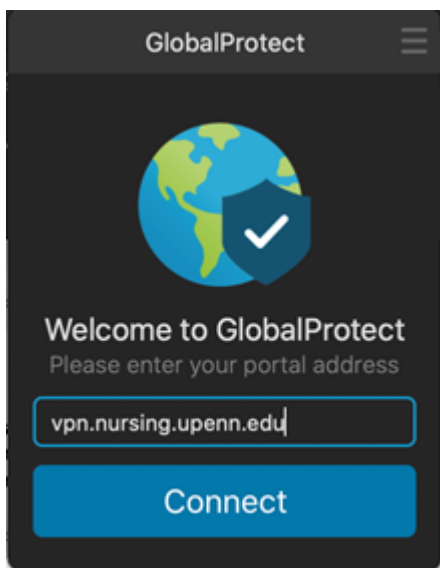 GlobalProtect
Welcome to GlobalProtect
Please enter your portal address
vpn.nursing.upenn.edu
Connect